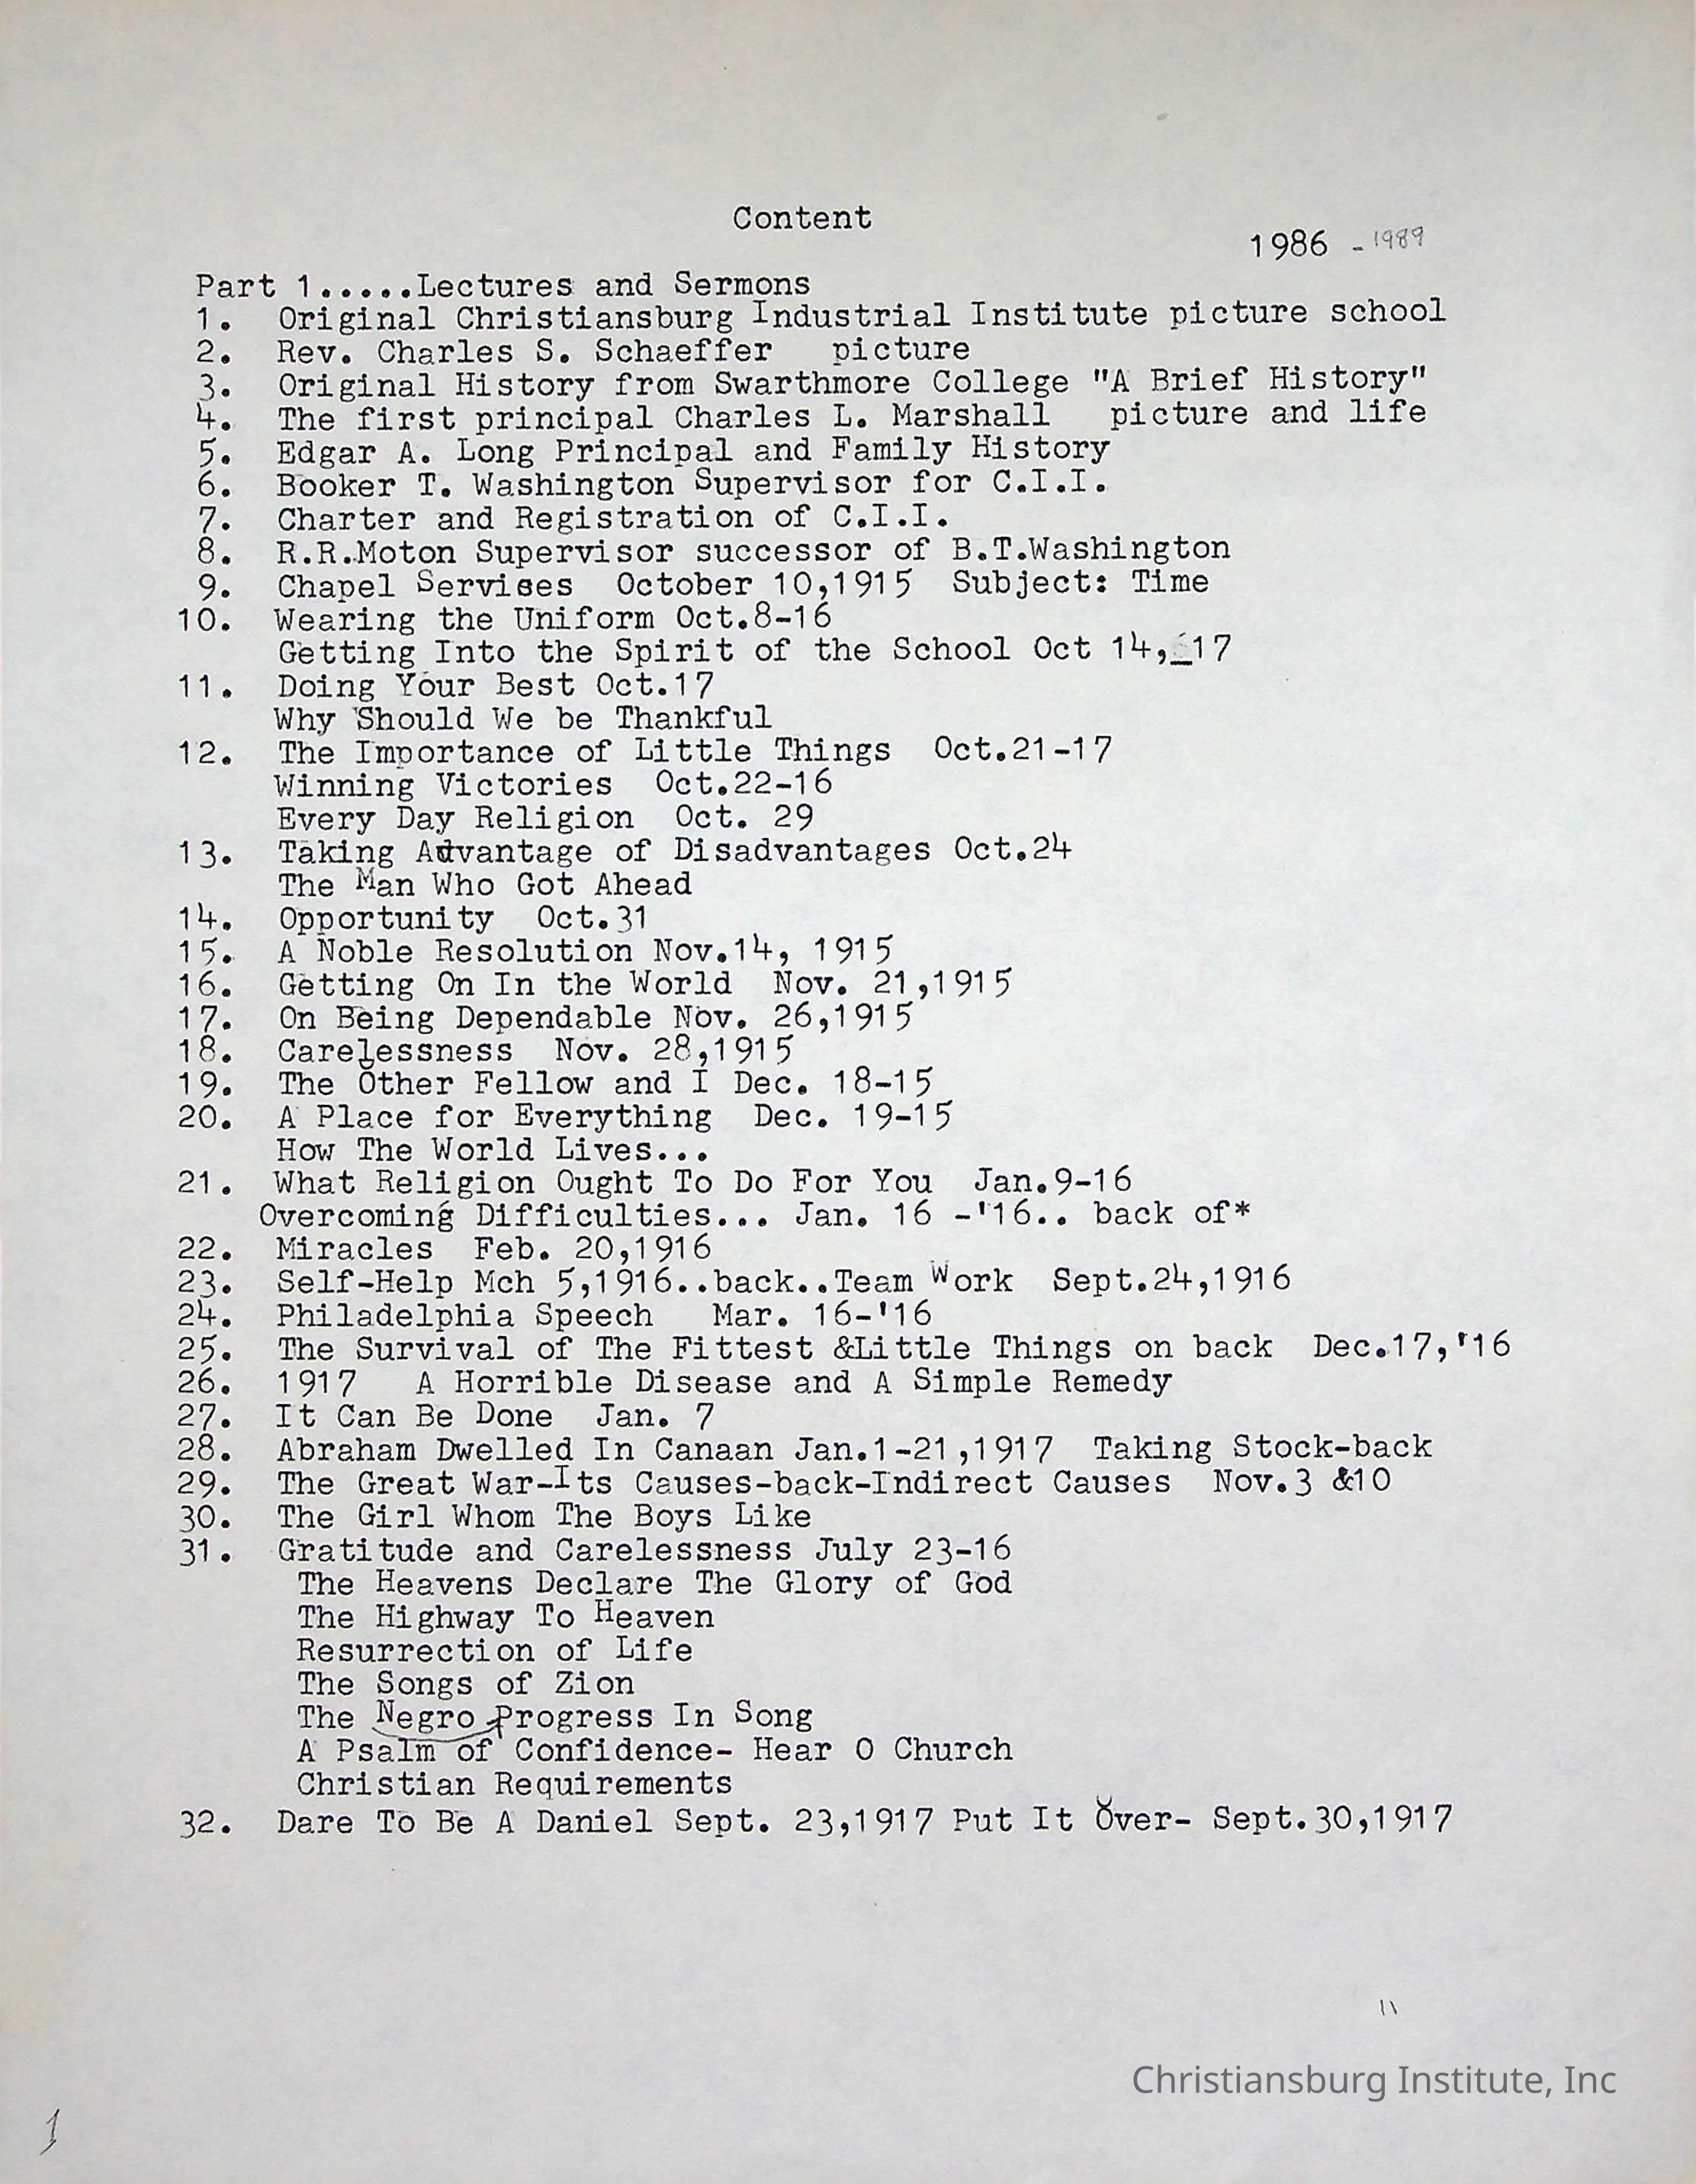 Content
1986 - 1989
Part 1.....Lectures and Sermons
1. Original Christiansburg Industrial Institute picture school
2. Rev. Charles S. Schaeffer picture
3. Original History from Swarthmore College "A Brief History"
4. The first principal Charles L. Marshall picture and life
5. Edgar A. Long Principal and Family History
6. Booker T. Washington Supervisor for C.I.I.
7. Charter and Registration of C.I.I.
8. R.R.Moton Supervisor successor of B.T.Washington
9. Chapel Servises October 10,1915 Subject: Time
10. Wearing the Uniform Oct.8-16
Getting Into the Spirit of the School Oct 14,_17
11. Doing Your Best Oct.17
Why Should We be Thankful
12. The Importance of Little Things Oct.21-17
Winning Victories Oct.22-16
Every Day Religion Oct. 29
13. Taking Advantage of Disadvantages Oct.24
The Man Who Got Ahead
14. Opportunity Oct.31
15. A Noble Resolution Nov.14, 1915
16. Getting On In the World Nov. 21,1915
17. On Being Dependable Nov. 26,1915
18. Carelessness Nov. 28,1915
19. The Other Fellow and I Dec. 18-15
20. A Place for Everything Dec. 19-15
How The World Lives...
21. What Religion Ought To Do For You Jan.9-16
Overcoming Difficulties... Jan. 16 -'16.. back of*
22. Miracles Feb. 20,1916
23. Self-Help Mch 5,1916..back..Team Work Sept.24,1916
24. Philadelphia Speech Mar. 16-'16
25. The Survival of The Fittest &Little Things on back Dec.17,'16
26. 1917 A Horrible Disease and A Simple Remedy
27. It Can Be Done Jan. 7
28. Abraham Dwelled In Canaan Jan.1-21,1917 Taking Stock-back
29. The Great War-Its Causes-back-Indirect Causes Nov.3 &10
30. The Girl Whom The Boys Like
31. Gratitude and Carelessness July 23-16
The Heavens Declare The Glory of God
The Highway To Heaven
Resurrection of Life
The Songs of Zion
The Negro Progress In Song
A Psalm of Confidence- Hear O Church
Christian Requirements
32. Dare To Be A Daniel Sept. 23,1917 Put It Over- Sept.30,1917
Christiansburg Institute, Inc
1